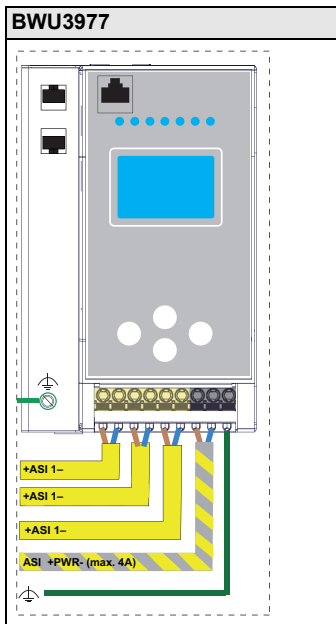 BWU3977
+ASI 1–
+ASI 1–
+ASI 1–
ASI +PWR- (max. 4A)